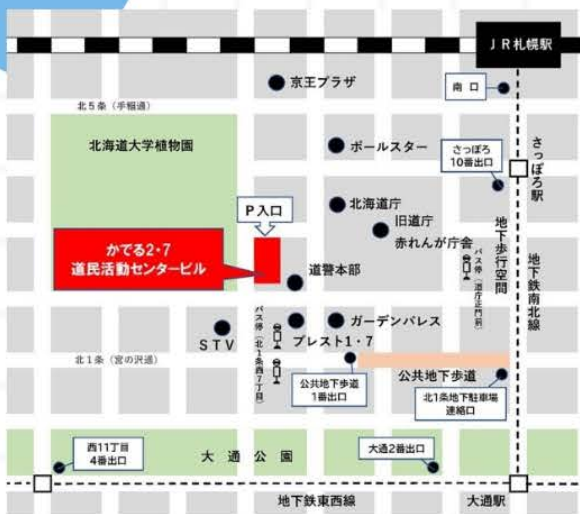 JR札幌駅
京王プラザ
南口
北5条(手稲通)
北海道大学植物園
ポールスター
さっぽろ
10番出口
さっぽろ駅
P入口
北海道庁
旧道庁
赤れんが庁舎
かでる2・7
道民活動センタービル
道警本部
バス停(道庁正門前)
地下歩行空間
地下鉄南北線
バス停(北1条西7丁目)
STV
プレスト1・7
ガーデンパレス
北1条(宮の沢通)
公共地下歩道
1番出口
公共地下歩道
北1条地下駐車場
連絡口
西11丁目
4番出口
大通公園
大通2番出口
地下鉄東西線
大通駅